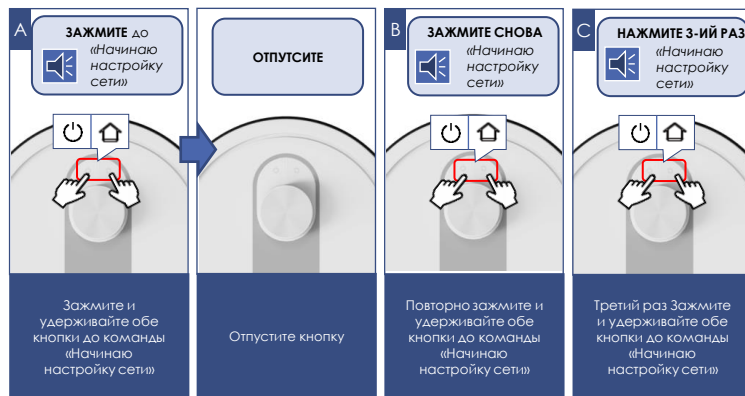 A
ЗАЖМИТЕ до
«Начинаю
настройку
сети»
Зажмите и
удерживайте обе
кнопки до команды
«Начинаю
настройку сети»
ОТПУТСИТЕ
Отпустите кнопку
B
ЗАЖМИТЕ СНОВА
«Начинаю
настройку
сети»
Повторно зажмите и
удерживайте обе
кнопки до команды
«Начинаю
настройку сети»
C
НАЖМИТЕ 3-ИЙ РАЗ
«Начинаю
настройку
сети»
Третий раз Зажмите
и удерживайте обе
кнопки до команды
«Начинаю
настройку сети»